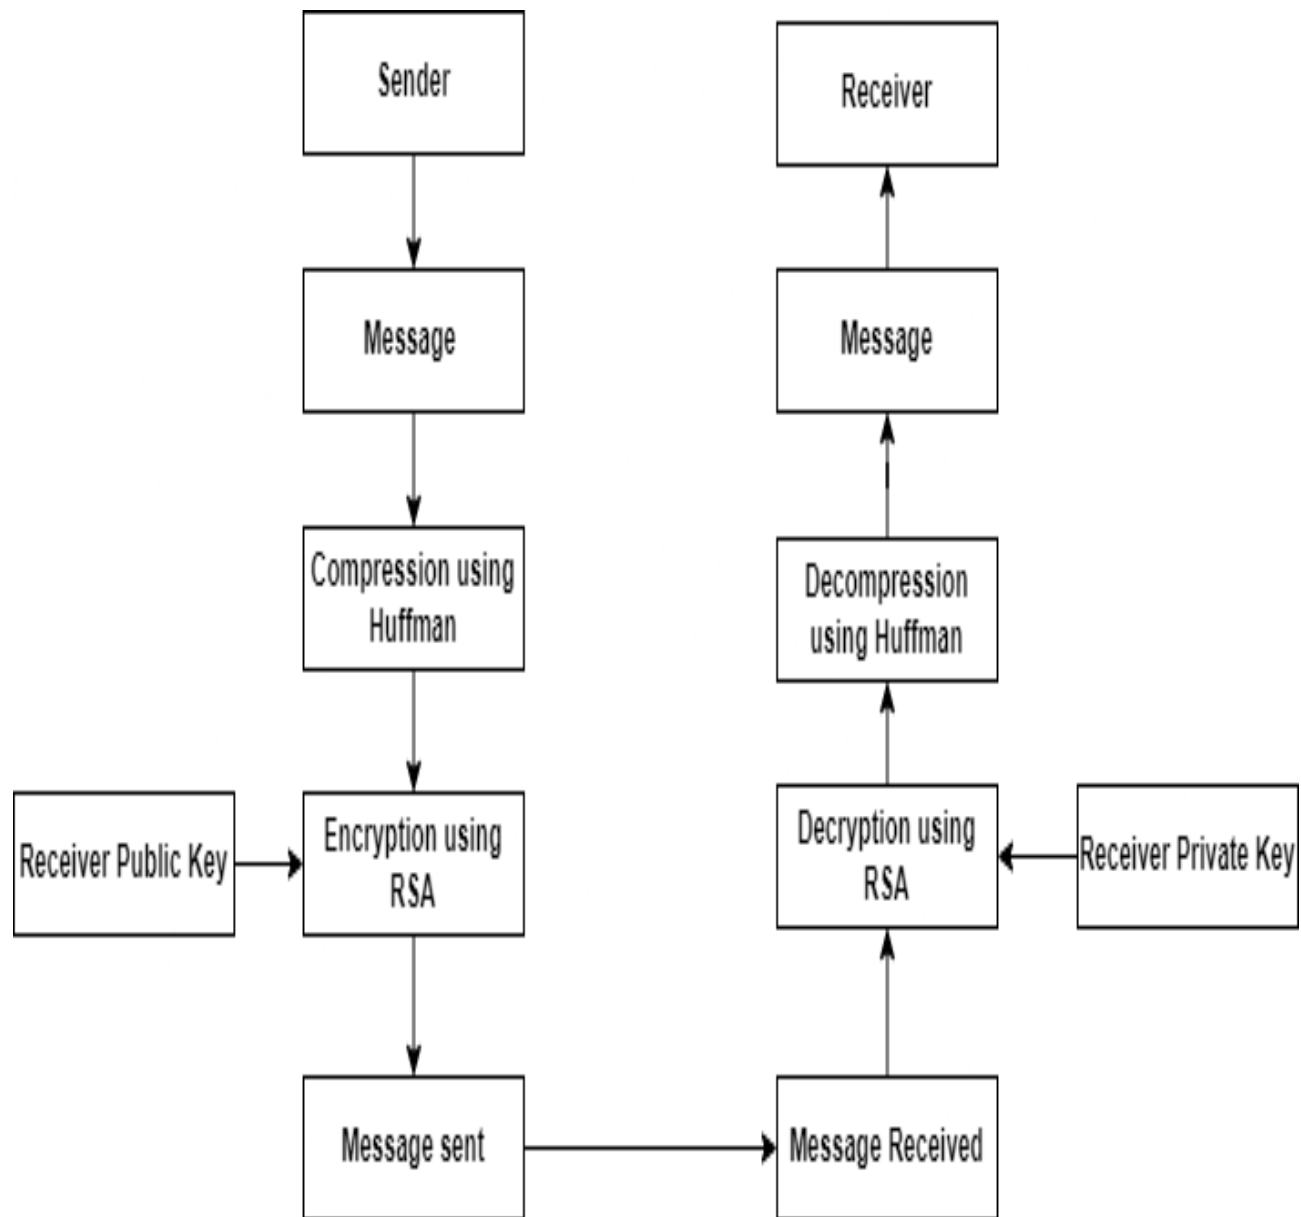 Sender
Message
Compression using
Huffman
Receiver Public Key
Encryption using
RSA
Message sent
Receiver
Message
Decompression
using Huffman
Decryption using
RSA
Receiver Private Key
Message Received